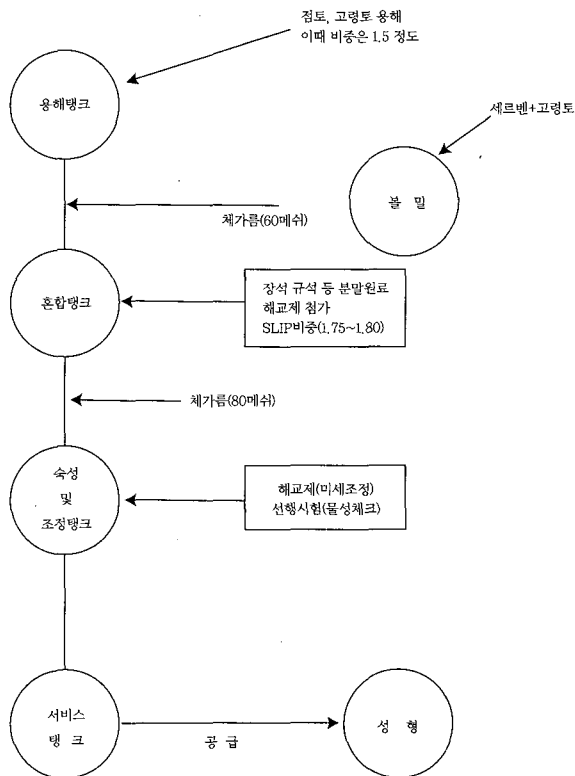 점토, 고령토 용해
이때 비중은 1.5 정도
용해탱크
세르벤+고령토
볼 밀
체가름(60메쉬)
혼합탱크
장석 규석 등 분말원료
해교제 첨가
SLIP비중(1.75~1.80)
체가름(80메쉬)
숙성
및
조정탱크
해교제(미세조정)
선행시험(물성체크)
서비스
탱 크
공 급
성 형